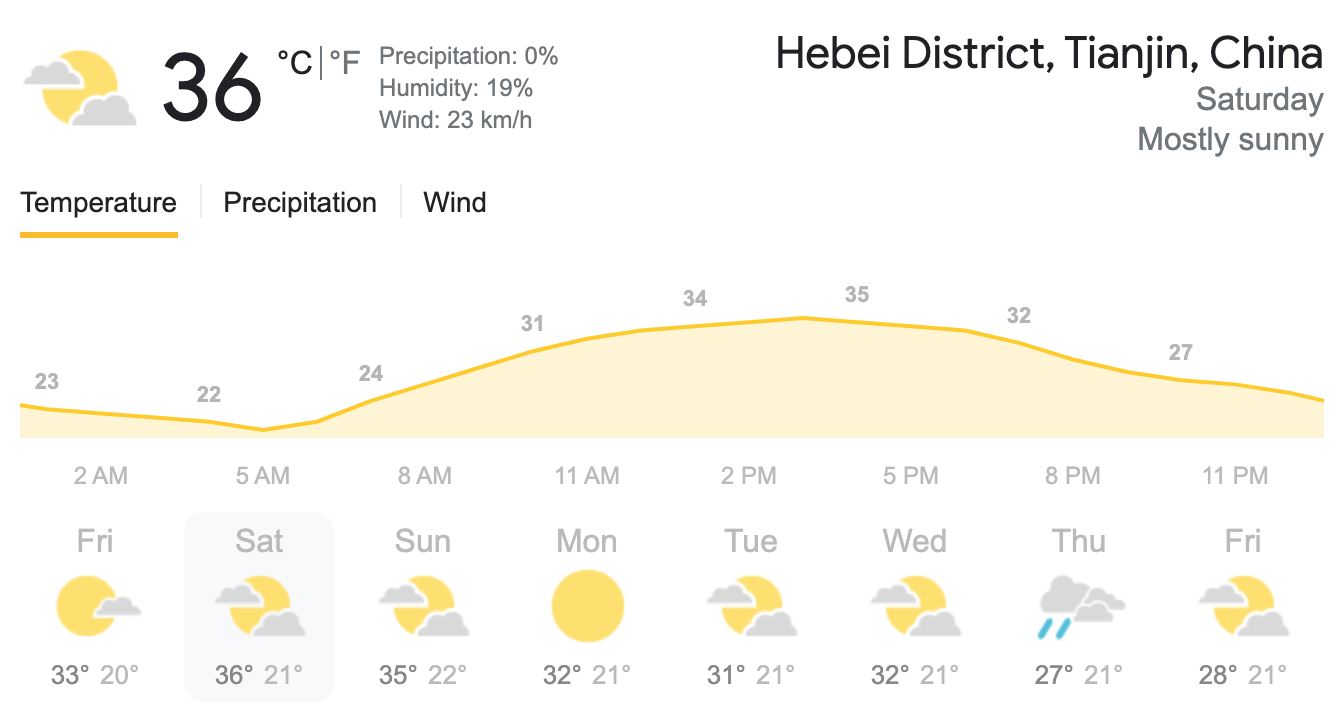 36 °C | °F
Precipitation: 0%
Humidity: 19%
Wind: 23 km/h
Hebei District, Tianjin, China
Saturday
Mostly sunny
Temperature | Precipitation | Wind
23 22 24 31 34 35 32 27
2 AM 5 AM 8 AM 11 AM 2 PM 5 PM 8 PM 11 PM
Fri Sat Sun Mon Tue Wed Thu Fri
33° 20° 36° 21° 35° 22° 32° 21° 31° 21° 32° 21° 27° 21° 28° 21°